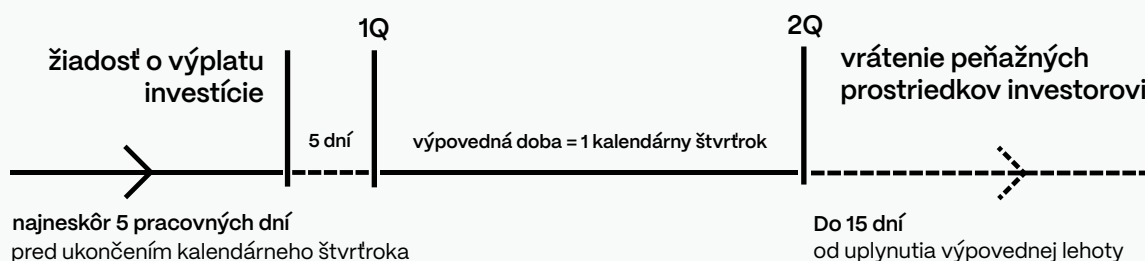 1Q
2Q
žiadosť o výplatu
investície
vrátenie peňažných
prostriedkov investorovi
5 dní
výpovedná doba = 1 kalendárny štvrťrok
najneskôr 5 pracovných dní
pred ukončením kalendárneho štvrťroka
Do 15 dní
od uplynutia výpovednej lehoty